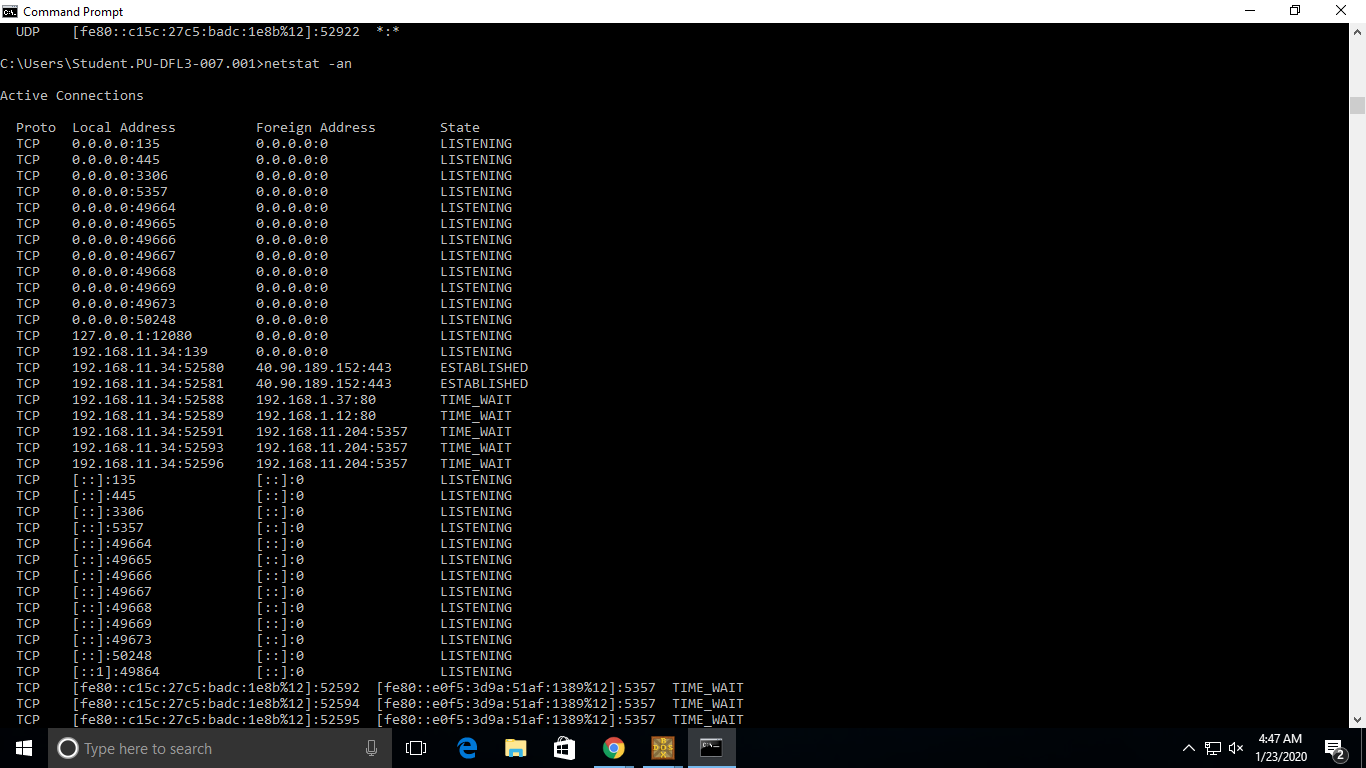 Command Prompt
UDP    [fe80::c15c:27c5:badc:1e8b%12]:52922  *:*
C:\Users\Student.PU-DFL3-007.001>netstat -an
Active Connections
Proto  Local Address          Foreign Address        State
TCP    0.0.0.0:135            0.0.0.0:0              LISTENING
TCP    0.0.0.0:445            0.0.0.0:0              LISTENING
TCP    0.0.0.0:3306           0.0.0.0:0              LISTENING
TCP    0.0.0.0:5357           0.0.0.0:0              LISTENING
TCP    0.0.0.0:49664          0.0.0.0:0              LISTENING
TCP    0.0.0.0:49665          0.0.0.0:0              LISTENING
TCP    0.0.0.0:49666          0.0.0.0:0              LISTENING
TCP    0.0.0.0:49667          0.0.0.0:0              LISTENING
TCP    0.0.0.0:49668          0.0.0.0:0              LISTENING
TCP    0.0.0.0:49669          0.0.0.0:0              LISTENING
TCP    0.0.0.0:49673          0.0.0.0:0              LISTENING
TCP    0.0.0.0:50248          0.0.0.0:0              LISTENING
TCP    127.0.0.1:12080        0.0.0.0:0              LISTENING
TCP    192.168.11.34:139      0.0.0.0:0              LISTENING
TCP    192.168.11.34:52580    40.90.189.152:443      ESTABLISHED
TCP    192.168.11.34:52581    40.90.189.152:443      ESTABLISHED
TCP    192.168.11.34:52588    192.168.1.37:80        TIME_WAIT
TCP    192.168.11.34:52589    192.168.1.12:80        TIME_WAIT
TCP    192.168.11.34:52591    192.168.11.204:5357    TIME_WAIT
TCP    192.168.11.34:52593    192.168.11.204:5357    TIME_WAIT
TCP    192.168.11.34:52596    192.168.11.204:5357    TIME_WAIT
TCP    [::]:135               [::]:0                 LISTENING
TCP    [::]:445               [::]:0                 LISTENING
TCP    [::]:3306              [::]:0                 LISTENING
TCP    [::]:5357              [::]:0                 LISTENING
TCP    [::]:49664             [::]:0                 LISTENING
TCP    [::]:49665             [::]:0                 LISTENING
TCP    [::]:49666             [::]:0                 LISTENING
TCP    [::]:49667             [::]:0                 LISTENING
TCP    [::]:49668             [::]:0                 LISTENING
TCP    [::]:49669             [::]:0                 LISTENING
TCP    [::]:49673             [::]:0                 LISTENING
TCP    [::]:50248             [::]:0                 LISTENING
TCP    [::1]:49864            [::]:0                 LISTENING
TCP    [fe80::c15c:27c5:badc:1e8b%12]:52592  [fe80::e0f5:3d9a:51af:1389%12]:5357  TIME_WAIT
TCP    [fe80::c15c:27c5:badc:1e8b%12]:52594  [fe80::e0f5:3d9a:51af:1389%12]:5357  TIME_WAIT
TCP    [fe80::c15c:27c5:badc:1e8b%12]:52595  [fe80::e0f5:3d9a:51af:1389%12]:5357  TIME_WAIT
Type here to search
DOS
4:47 AM
1/23/2020
2